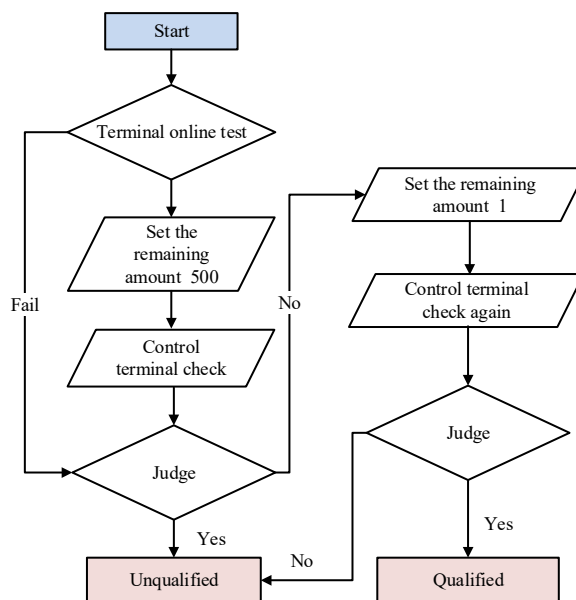 Start
Terminal online test
Set the
remaining
amount 500
Fail
Control
terminal check
Judge
Yes
Unqualified
No
Set the remaining
amount 1
Control terminal
check again
Judge
No
Yes
Qualified